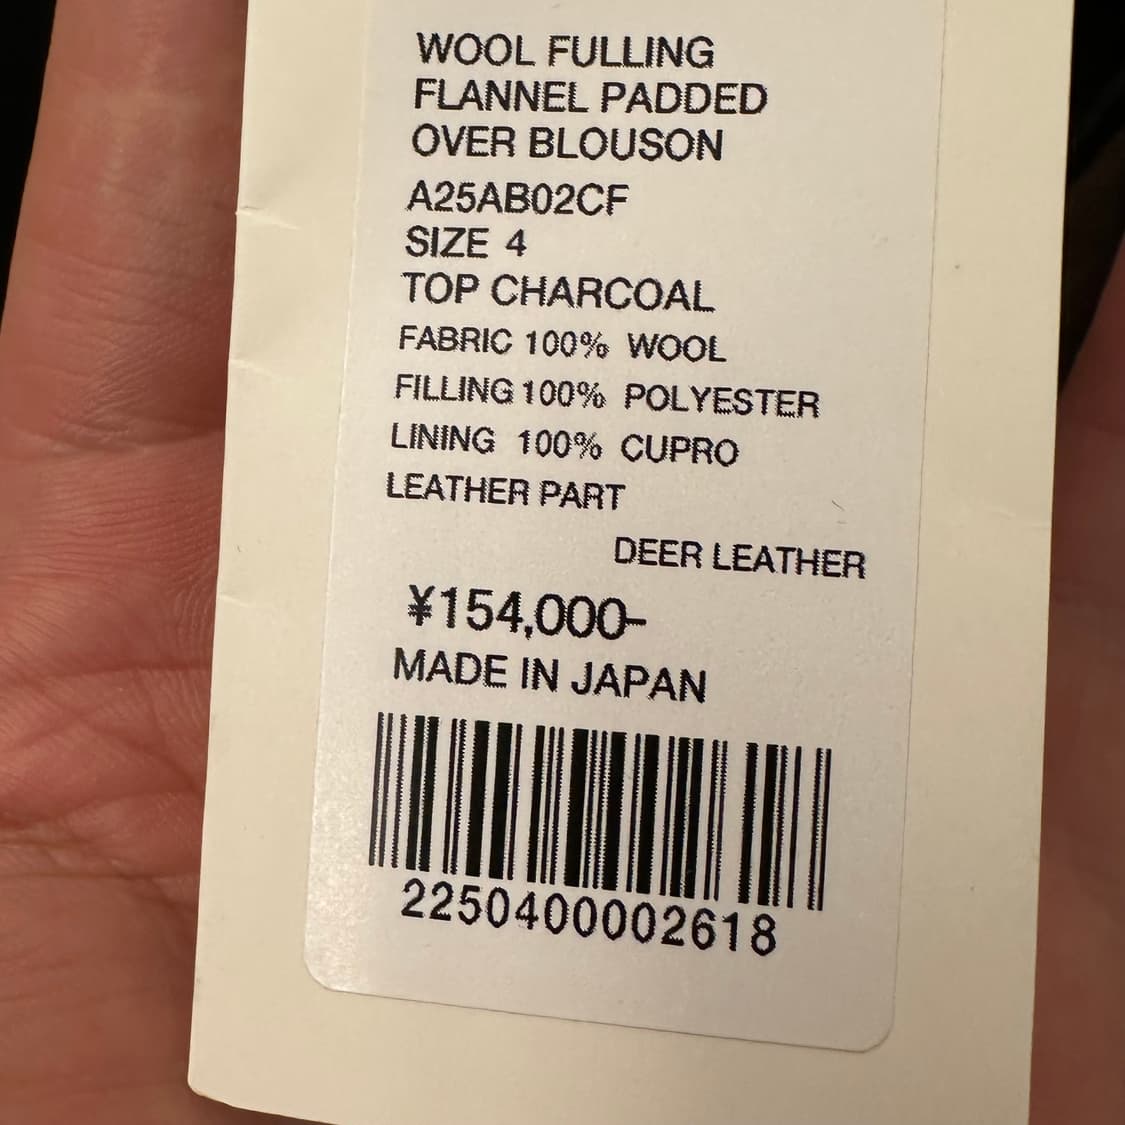 WOOL FULLING
FLANNEL PADDED
OVER BLOUSON
A25AB02CF
SIZE 4
TOP CHARCOAL
FABRIC 100% WOOL
FILLING 100% POLYESTER
LINING 100% CUPRO
LEATHER PART
DEER LEATHER
¥154,000-
MADE IN JAPAN
2250400002618